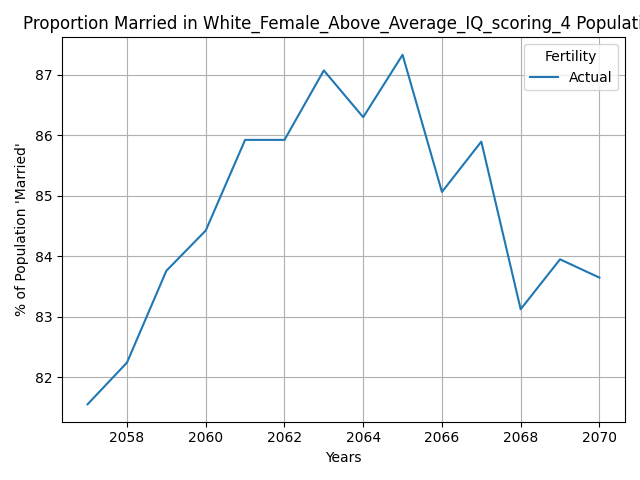 Proportion Married in White_Female_Above_Average_IQ_scoring_4 Populati
Fertility
Actual
87
86
85
84
83
82
% of Population 'Married'
2058 2060 2062 2064 2066 2068 2070
Years